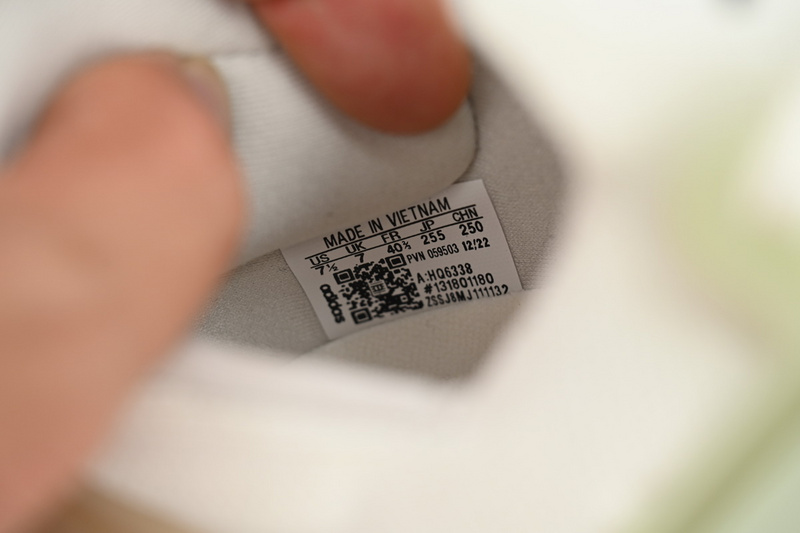 MADE IN VIETNAM
US UK FR JP CHN
7½ 7 40⅔ 255 250
PVN 059503 12/22
A:HQ6338
#131801180
ZSSJ8MJ111132
adidas